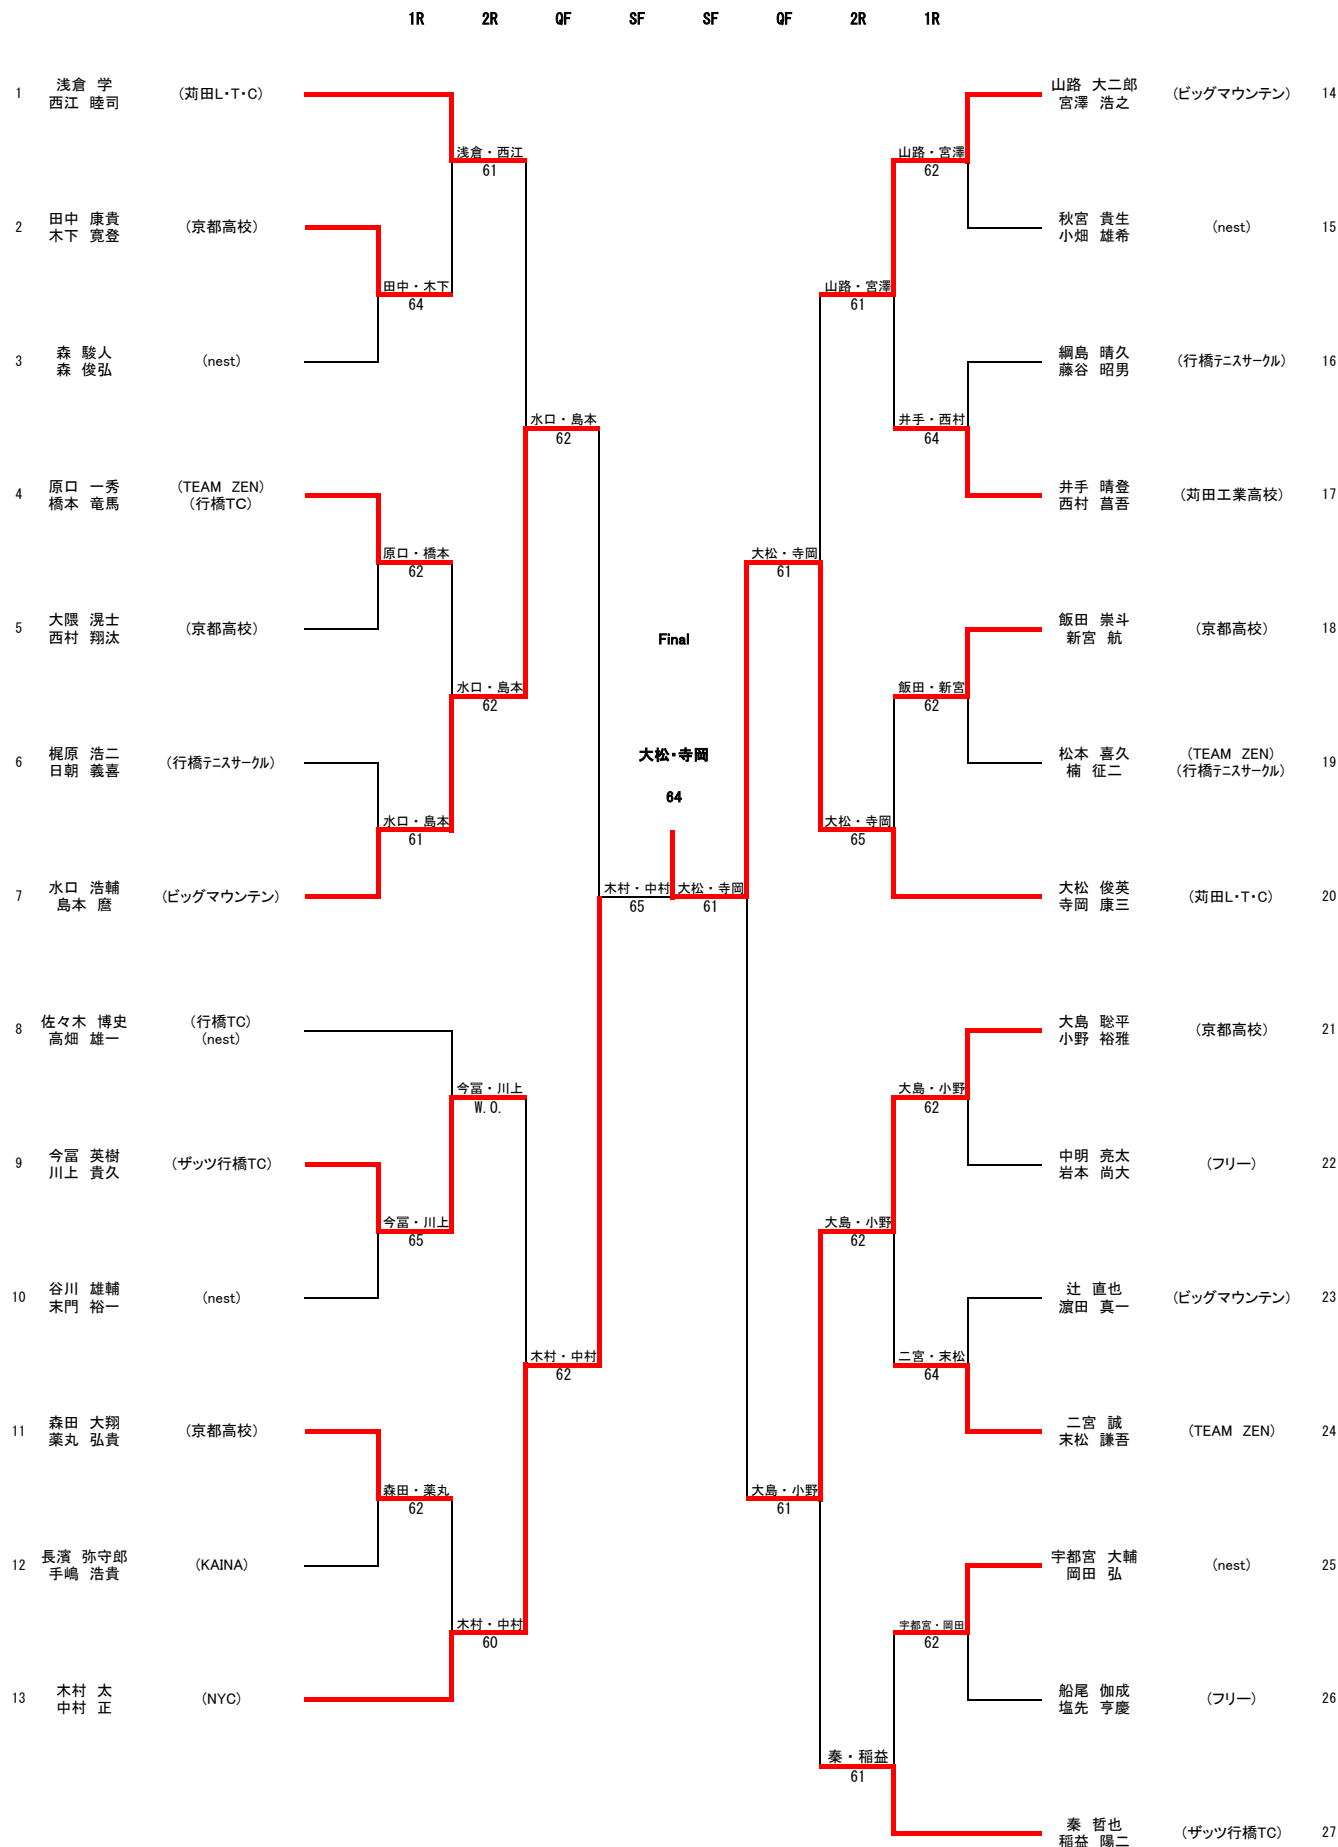 1R 2R QF SF SF QF 2R 1R
1 浅倉 学 (苅田L・T・C)
西江 睦司
浅倉・西江
61
2 田中 康貴 (京都高校)
木下 寛登
田中・木下
64
3 森 駿人 (nest)
森 俊弘
水口・島本
62
4 原口 一秀 (TEAM ZEN)
橋本 竜馬 (行橋TC)
原口・橋本
62
5 大隈 滉士 (京都高校)
西村 翔汰
水口・島本
62
6 梶原 浩二 (行橋テニスサークル)
日朝 義喜
水口・島本
61
7 水口 浩輔 (ビッグマウンテン)
島本 麿
木村・中村
65
8 佐々木 博史 (行橋TC)
高畑 雄一 (nest)
今冨・川上
W.O.
9 今冨 英樹 (ザッツ行橋TC)
川上 貴久
今冨・川上
65
10 谷川 雄輔 (nest)
末門 裕一
木村・中村
62
11 森田 大翔 (京都高校)
薬丸 弘貴
森田・薬丸
62
12 長濱 弥守郎 (KAINA)
手嶋 浩貴
木村・中村
60
13 木村 太 (NYC)
中村 正
Final
大松・寺岡
64
山路 大二郎 (ビッグマウンテン) 14
宮澤 浩之
山路・宮澤
62
秋宮 貴生 (nest) 15
小畑 雄希
山路・宮澤
61
綱島 晴久 (行橋テニスサークル) 16
藤谷 昭男
井手・西村
64
井手 晴登 (苅田工業高校) 17
西村 菖吾
大松・寺岡
61
飯田 崇斗 (京都高校) 18
新宮 航
飯田・新宮
62
松本 喜久 (TEAM ZEN) 19
楠 征二 (行橋テニスサークル)
大松・寺岡
65
大松 俊英 (苅田L・T・C) 20
寺岡 康三
大松・寺岡
61
大島 聡平 (京都高校) 21
小野 裕雅
大島・小野
62
中明 亮太 (フリー) 22
岩本 尚大
大島・小野
62
辻 直也 (ビッグマウンテン) 23
濵田 真一
二宮・末松
64
二宮 誠 (TEAM ZEN) 24
末松 謙吾
大島・小野
61
宇都宮 大輔 (nest) 25
岡田 弘
宇都宮・岡田
62
船尾 伽成 (フリー) 26
塩先 亨慶
秦・稲益
61
秦 哲也 (ザッツ行橋TC) 27
稲益 陽二